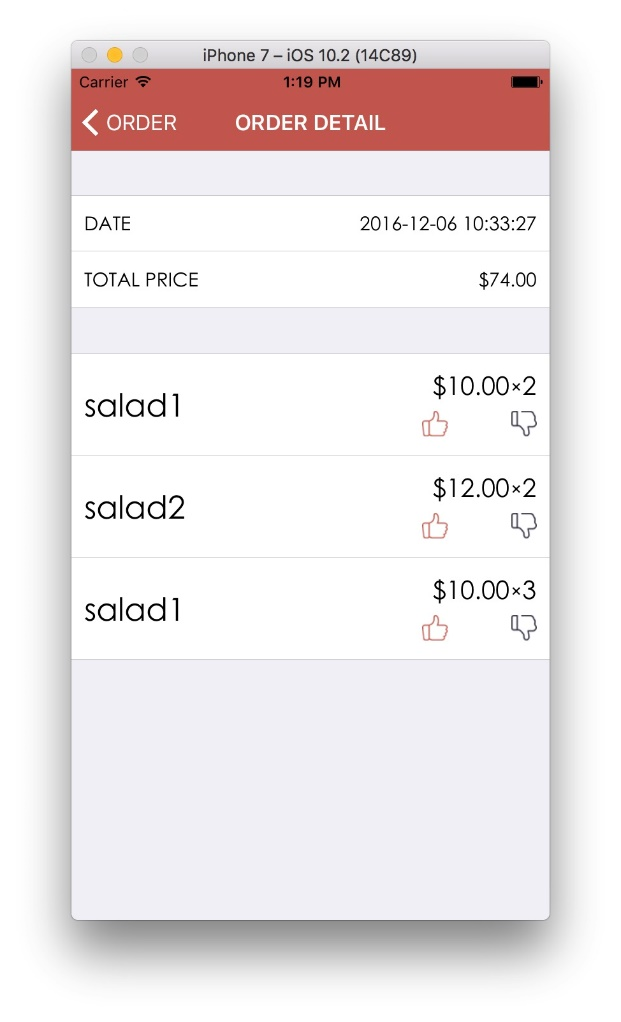 iPhone 7 – iOS 10.2 (14C89)
Carrier 1:19 PM
ORDER ORDER DETAIL
DATE 2016-12-06 10:33:27
TOTAL PRICE $74.00
salad1 $10.00×2
salad2 $12.00×2
salad1 $10.00×3